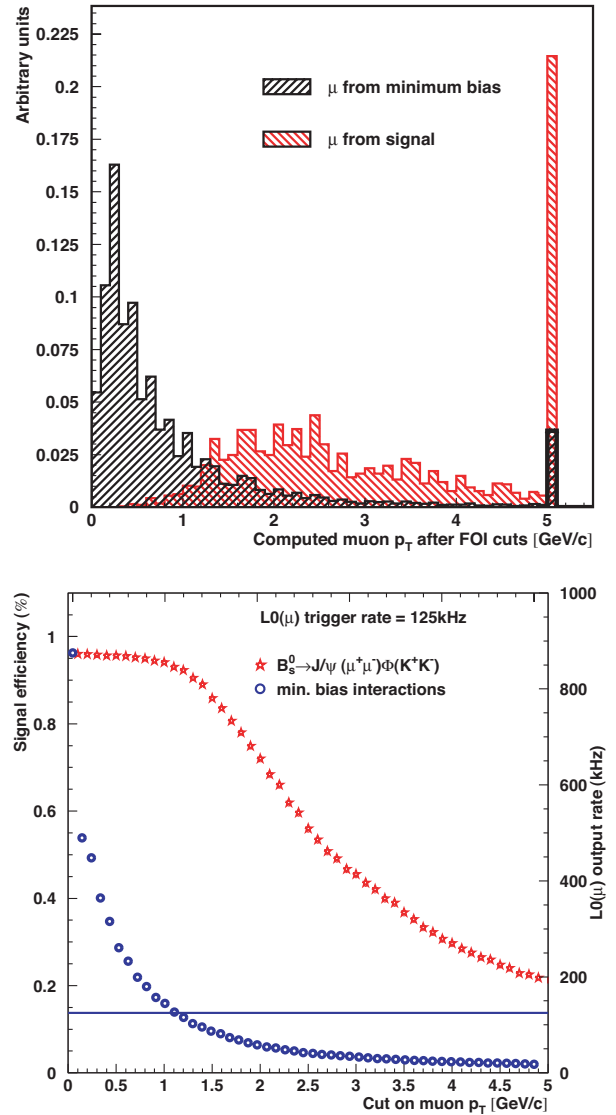 Arbitrary units
0.225
0.2
0.175
0.15
0.125
0.1
0.075
0.05
0.025
0
μ from minimum bias
μ from signal
0 1 2 3 4 5
Computed muon pT after FOI cuts [GeV/c]
Signal efficiency (%)
1
0.8
0.6
0.4
0.2
0
L0(μ) trigger rate = 125kHz
B⁰s→J/ψ (μ⁺μ⁻)Φ(K⁺K⁻)
min. bias interactions
1000
800
600
400
200
0
L0(μ) output rate (kHz)
0 0.5 1 1.5 2 2.5 3 3.5 4 4.5 5
Cut on muon pT [GeV/c]